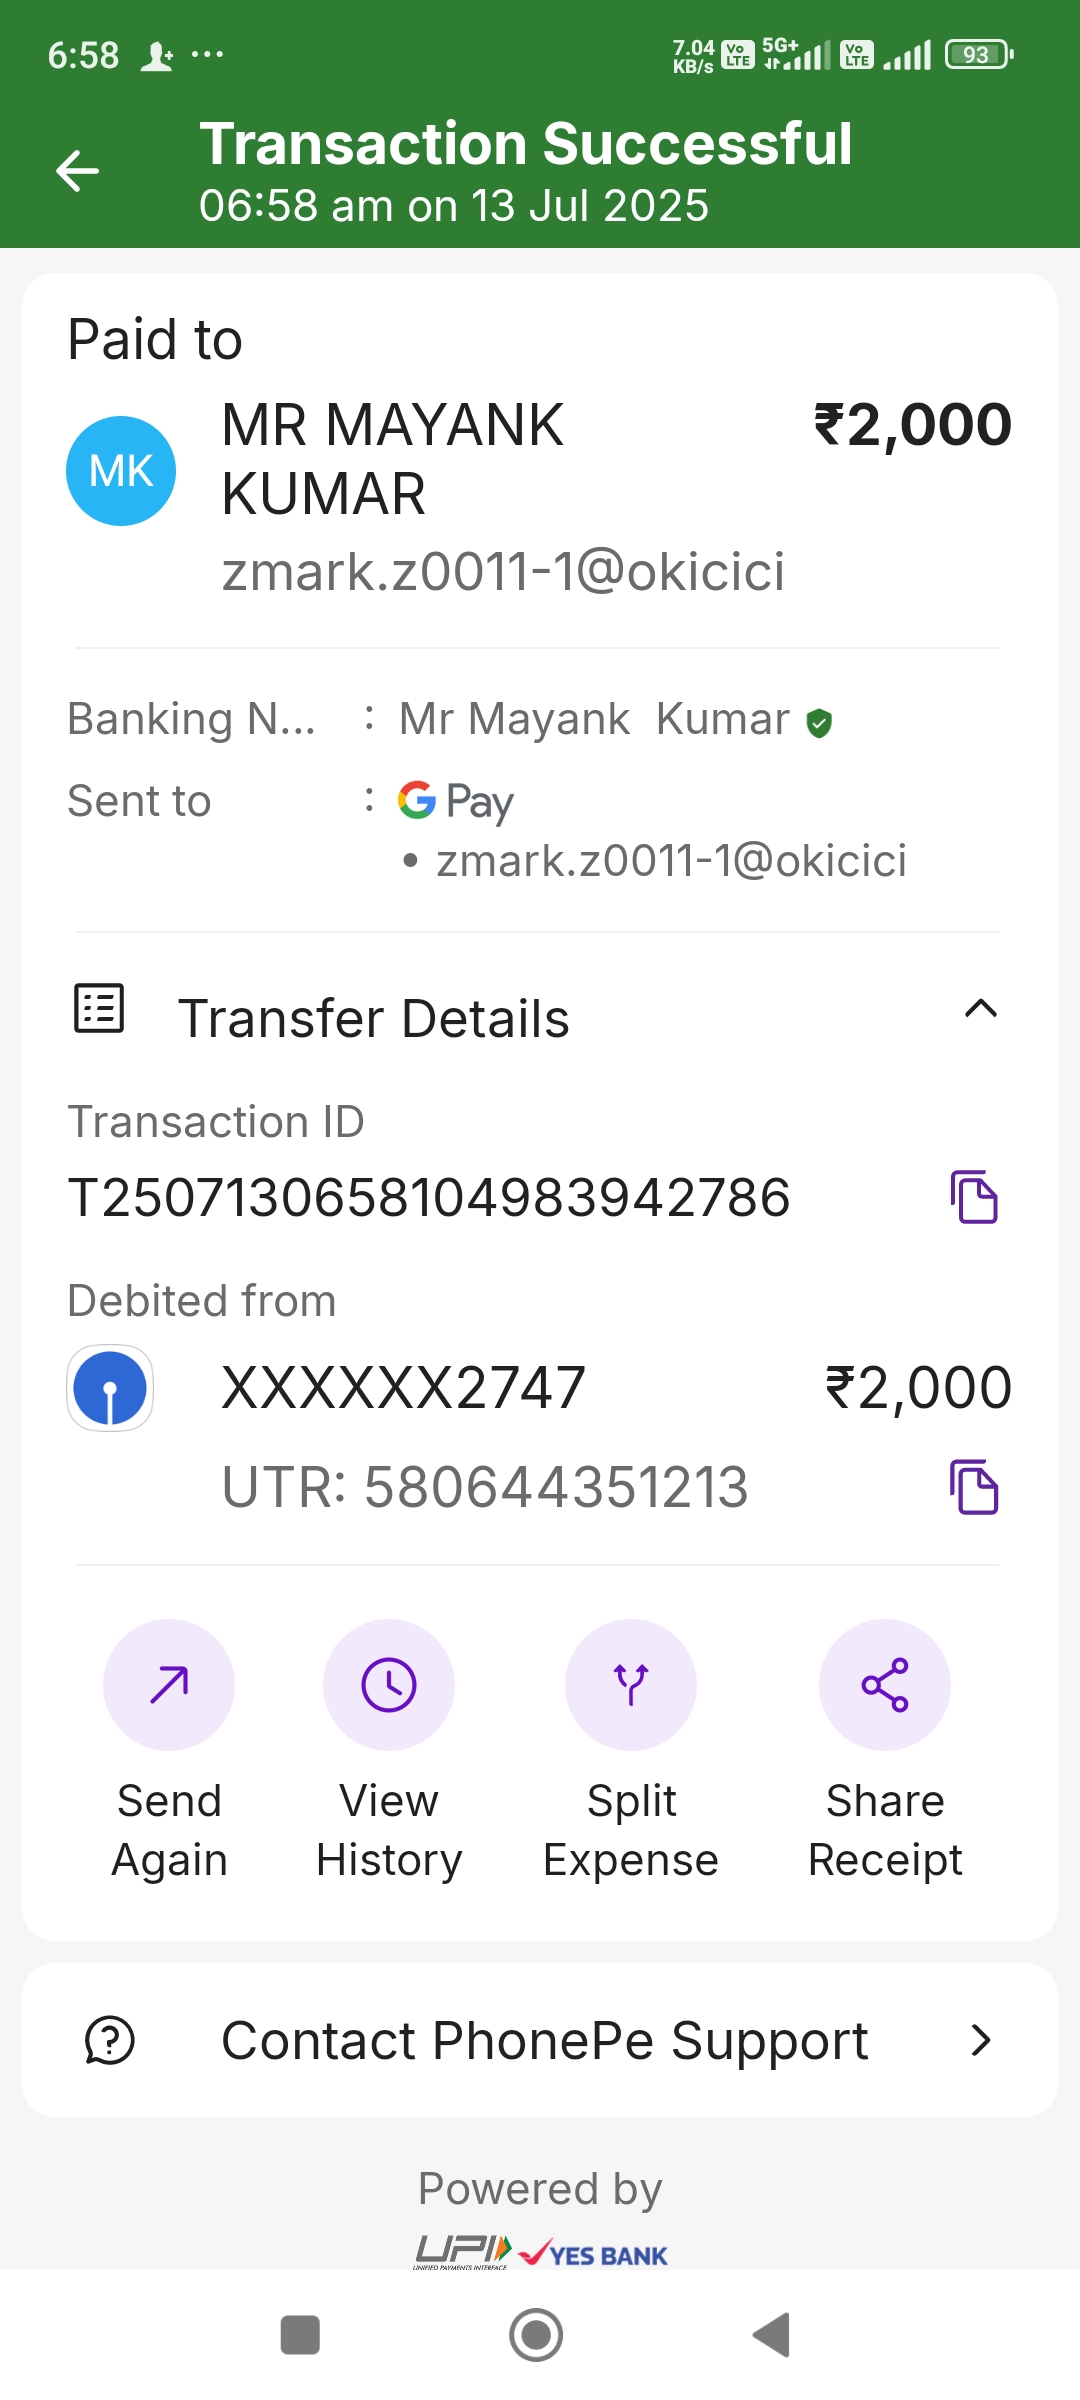 6:58 ... 7.04 KB/s Vo LTE 5G+ Vo LTE 93
Transaction Successful
06:58 am on 13 Jul 2025
Paid to
MK MR MAYANK ₹2,000
KUMAR
zmark.z0011-1@okicici
Banking N... : Mr Mayank  Kumar
Sent to : G Pay
• zmark.z0011-1@okicici
Transfer Details
Transaction ID
T2507130658104983942786
Debited from
XXXXXX2747 ₹2,000
UTR: 580644351213
Send Again
View History
Split Expense
Share Receipt
Contact PhonePe Support
Powered by
UPI YES BANK
UNIFIED PAYMENTS INTERFACE